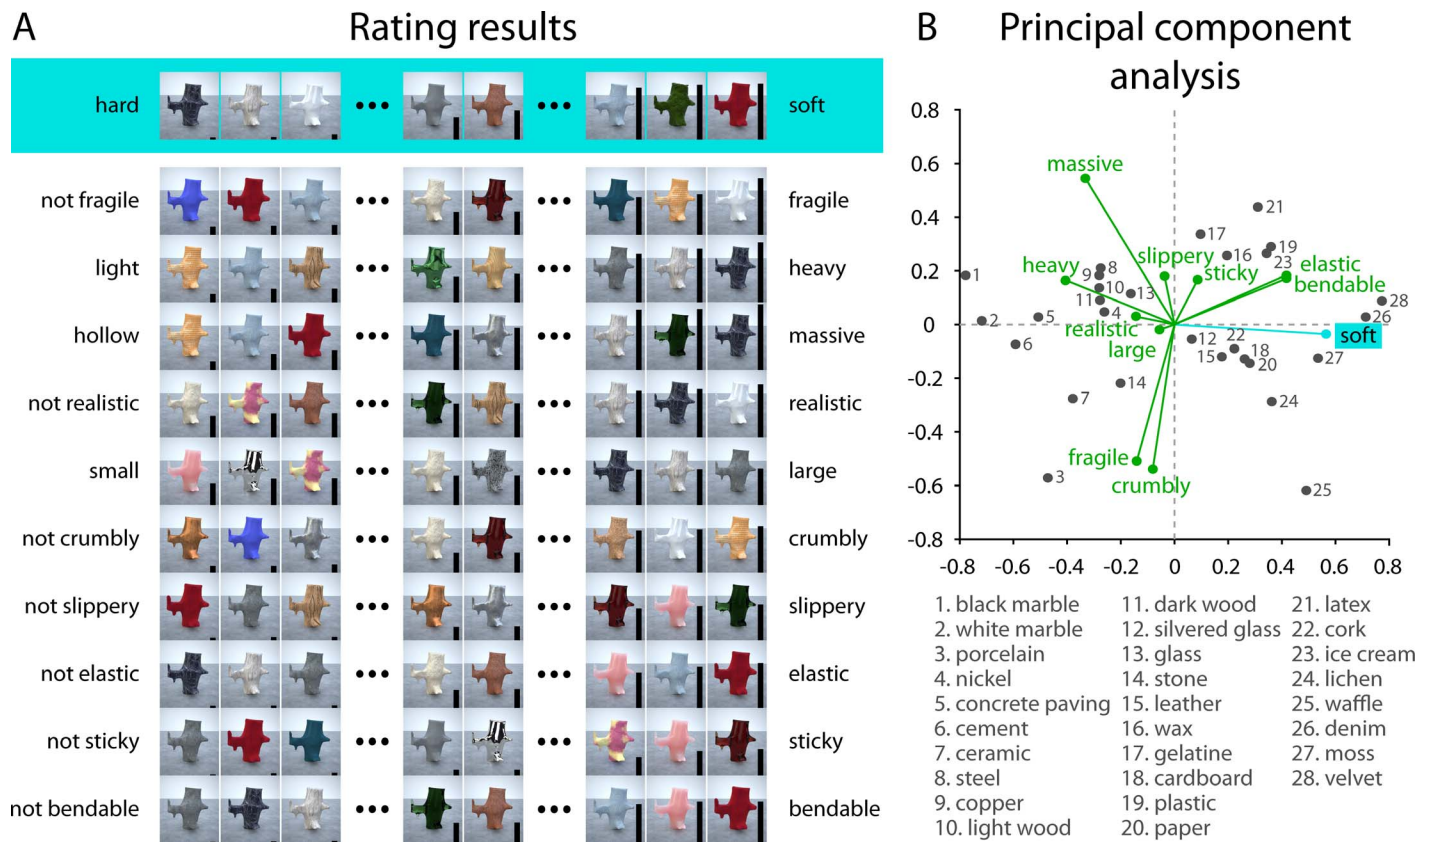 A
Rating results
hard ••• ••• soft
not fragile ••• ••• fragile
light ••• ••• heavy
hollow ••• ••• massive
not realistic ••• ••• realistic
small ••• ••• large
not crumbly ••• ••• crumbly
not slippery ••• ••• slippery
not elastic ••• ••• elastic
not sticky ••• ••• sticky
not bendable ••• ••• bendable
B
Principal component
analysis
0.8
0.6
0.4
0.2
0
-0.2
-0.4
-0.6
-0.8
-0.8 -0.6 -0.4 -0.2 0 0.2 0.4 0.6 0.8
massive
21
17
19
16
23
slippery
sticky
elastic
bendable
heavy
1
9
8
10
13
11
4
28
26
2
5
realistic
large
soft
6
12
22
15
18
20
27
14
7
24
fragile
crumbly
3
25
1. black marble
2. white marble
3. porcelain
4. nickel
5. concrete paving
6. cement
7. ceramic
8. steel
9. copper
10. light wood
11. dark wood
12. silvered glass
13. glass
14. stone
15. leather
16. wax
17. gelatine
18. cardboard
19. plastic
20. paper
21. latex
22. cork
23. ice cream
24. lichen
25. waffle
26. denim
27. moss
28. velvet